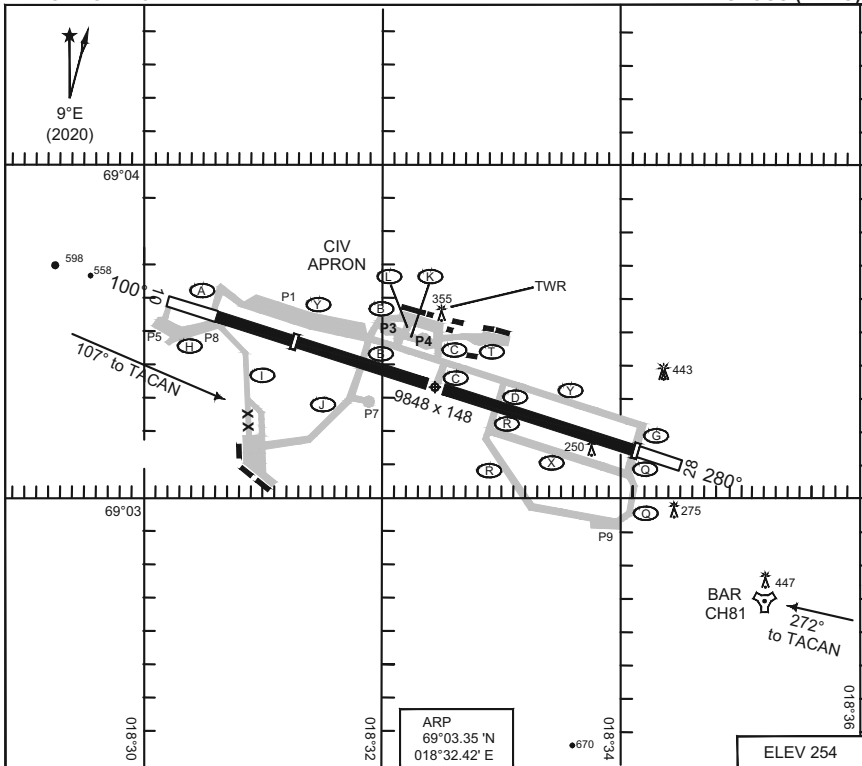 9°E
(2020)
69°04
598
558
100°
10
CIV
APRON
L
K
TWR
A
P1
Y
B
355
P3
P4
P5
P8
H
B
C
T
107° to TACAN
I
C
443
J
D
Y
P7
9848 x 148
R
G
250
R
X
Q
28
280°
69°03
Q
275
P9
BAR
CH81
447
272°
to TACAN
018°30
018°32
018°34
018°36
ARP
69°03.35 'N
018°32.42' E
670
ELEV 254